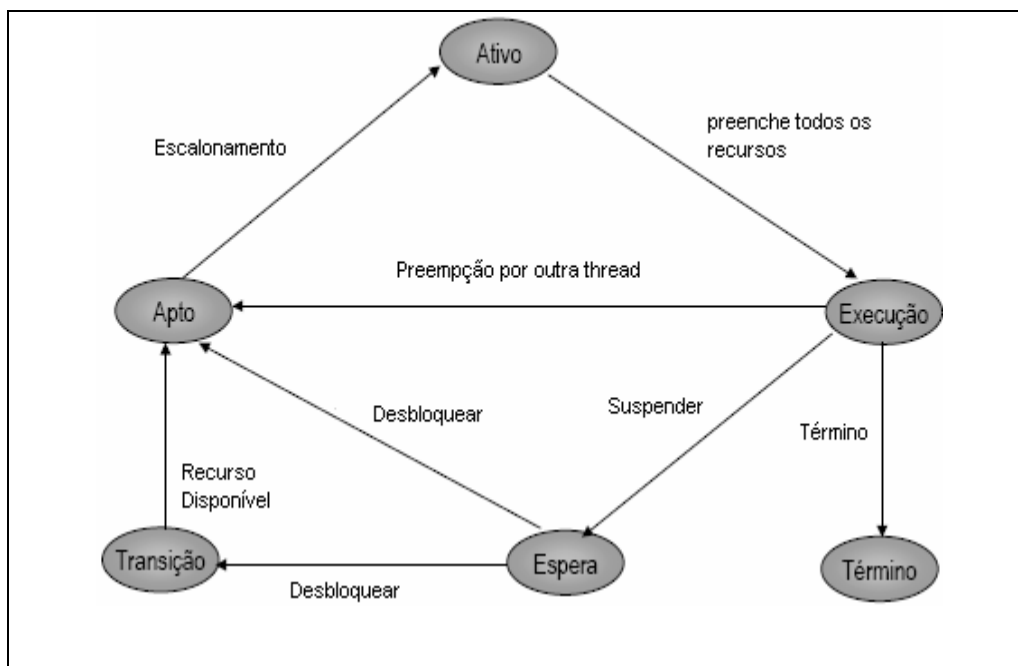 Ativo
preenche todos os
recursos
Escalonamento
Preempção por outra thread
Apto
Execução
Desbloquear
Suspender
Término
Recurso
Disponível
Transição
Espera
Término
Desbloquear